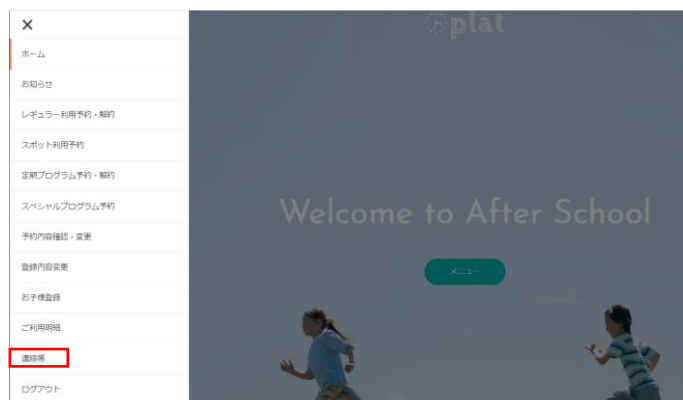 ×
ホーム
お知らせ
レギュラー利用予約・解約
スポット利用予約
定期プログラム予約・解約
スペシャルプログラム予約
予約内容確認・変更
登録内容変更
お子様登録
ご利用明細
連絡帳
ログアウト
plat
Welcome to After School
メニュー